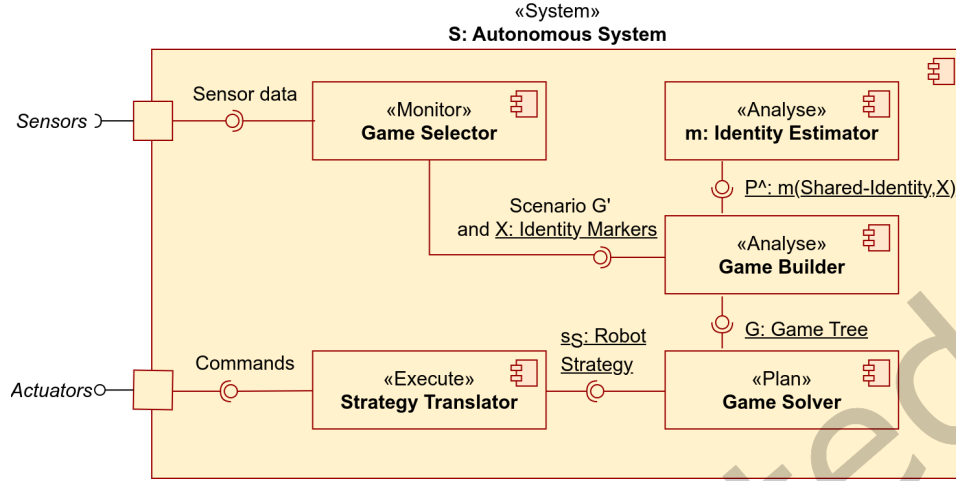 «System»
S: Autonomous System
Sensors
Sensor data
«Monitor»
Game Selector
«Analyse»
m: Identity Estimator
P^: m(Shared-Identity,X)
Scenario G'
and X: Identity Markers
«Analyse»
Game Builder
G: Game Tree
Actuators
Commands
«Execute»
Strategy Translator
sS: Robot
Strategy
«Plan»
Game Solver